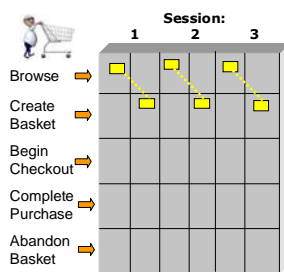 Session:
1 2 3
Browse
Create
Basket
Begin
Checkout
Complete
Purchase
Abandon
Basket